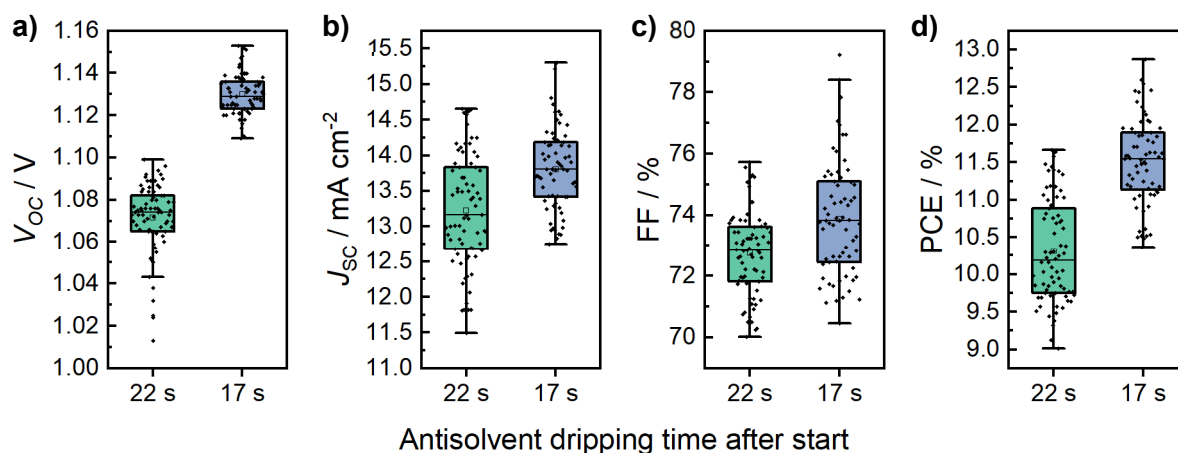 a)
V_OC / V
1.16
1.14
1.12
1.10
1.08
1.06
1.04
1.02
1.00
22 s 17 s
b)
J_SC / mA cm^-2
15.5
15.0
14.5
14.0
13.5
13.0
12.5
12.0
11.5
11.0
22 s 17 s
c)
FF / %
80
78
76
74
72
70
22 s 17 s
d)
PCE / %
13.0
12.5
12.0
11.5
11.0
10.5
10.0
9.5
9.0
22 s 17 s
Antisolvent dripping time after start